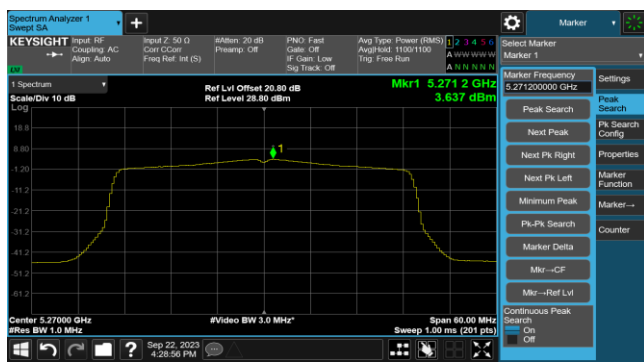 Spectrum Analyzer 1
Swept SA
Marker
KEYSIGHT
Input: RF
Coupling: AC
Align: Auto
Input Z: 50 Ω
Corr CCorr
Freq Ref: Int (S)
#Atten: 20 dB
Preamp: Off
PNO: Fast
Gate: Off
IF Gain: Low
Sig Track: Off
Avg Type: Power (RMS)
Avg|Hold: 1100/1100
Trig: Free Run
1 2 3 4 5 6
A W W W W W
A N N N N N
Select Marker
Marker 1
1 Spectrum
Scale/Div 10 dB
Log
Ref Lvl Offset 20.80 dB
Ref Level 28.80 dBm
Mkr1 5.271 2 GHz
3.637 dBm
18.8
8.80
-1.20
-11.2
-21.2
-31.2
-41.2
-51.2
-61.2
1
Center 5.27000 GHz
#Res BW 1.0 MHz
#Video BW 3.0 MHz*
Span 60.00 MHz
Sweep 1.00 ms (201 pts)
Marker Frequency
5.271200000 GHz
Peak Search
Next Peak
Next Pk Right
Next Pk Left
Minimum Peak
Pk-Pk Search
Marker Delta
Mkr→CF
Mkr→Ref Lvl
Continuous Peak
Search
On
Off
Settings
Peak
Search
Pk Search
Config
Properties
Marker
Function
Marker→
Counter
Sep 22, 2023
4:28:56 PM